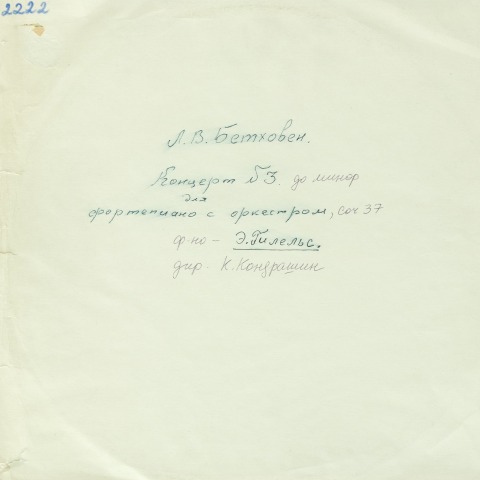 2222
Л. В. Бетховен.
Концерт №3. до минор
для
фортепиано с оркестром, соч 37
ф-но – Э. Гилельс.
дир. К. Кондрашин